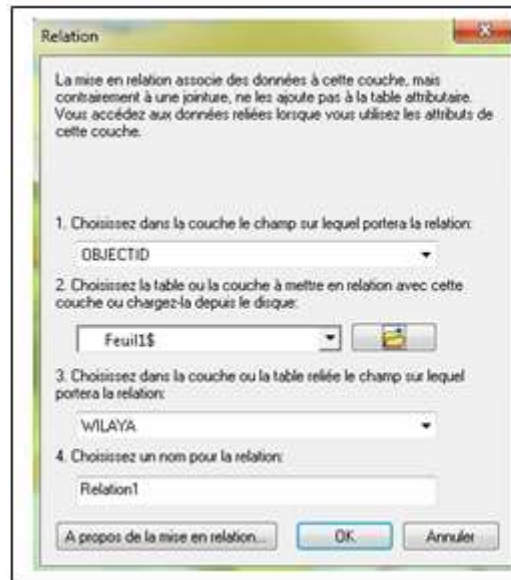 Relation
La mise en relation associe des données à cette couche, mais
contrairement à une jointure, ne les ajoute pas à la table attributaire.
Vous accédez aux données reliées lorsque vous utilisez les attributs de
cette couche.
1. Choisissez dans la couche le champ sur lequel portera la relation:
OBJECTID
2. Choisissez la table ou la couche à mettre en relation avec cette
couche ou chargez-la depuis le disque:
Feuil1$
3. Choisissez dans la couche ou la table reliée le champ sur lequel
portera la relation:
WILAYA
4. Choisissez un nom pour la relation:
Relation1
A propos de la mise en relation... OK Annuler